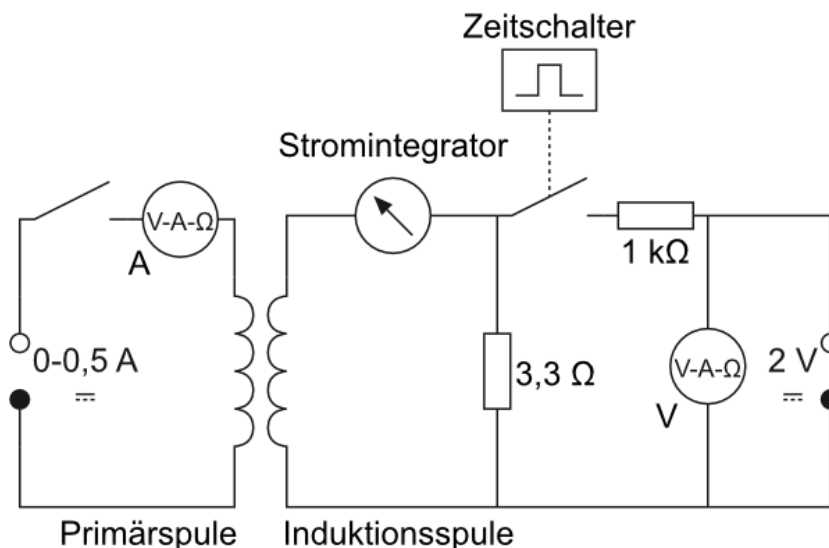 Zeitschalter
Stromintegrator
V-A-Ω
A
1 kΩ
0-0,5 A
3,3 Ω
V-A-Ω
V
2 V
Primärspule
Induktionsspule